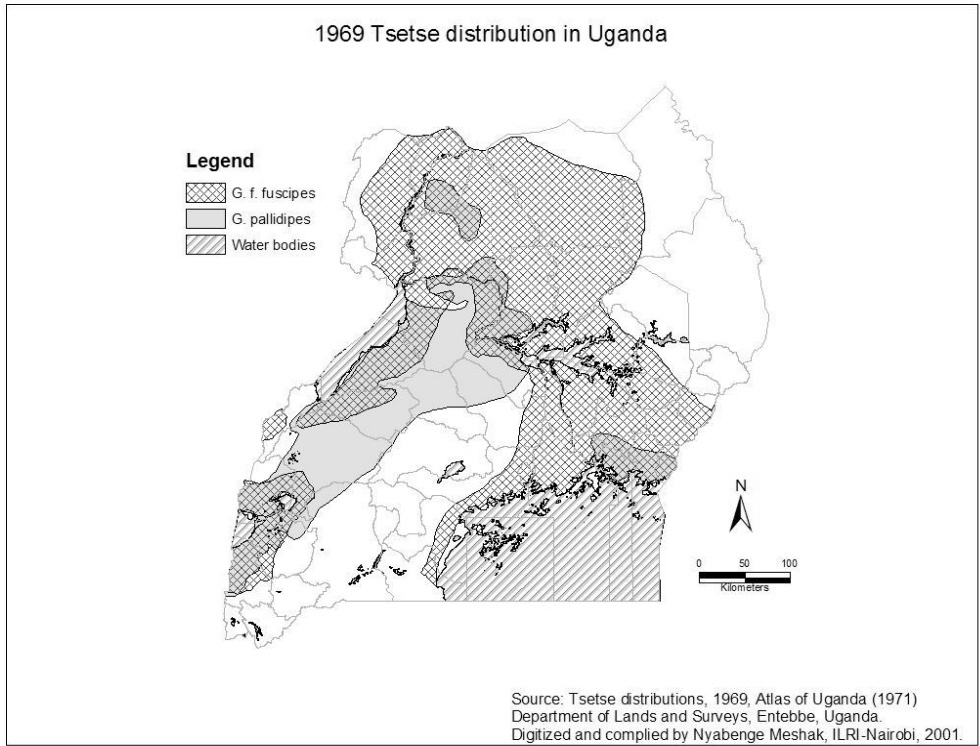 1969 Tsetse distribution in Uganda
Legend
G. f. fuscipes
G. pallidipes
Water bodies
N
0 50 100
Kilometers
Source: Tsetse distributions, 1969, Atlas of Uganda (1971)
Department of Lands and Surveys, Entebbe, Uganda.
Digitized and complied by Nyabenge Meshak, ILRI-Nairobi, 2001.